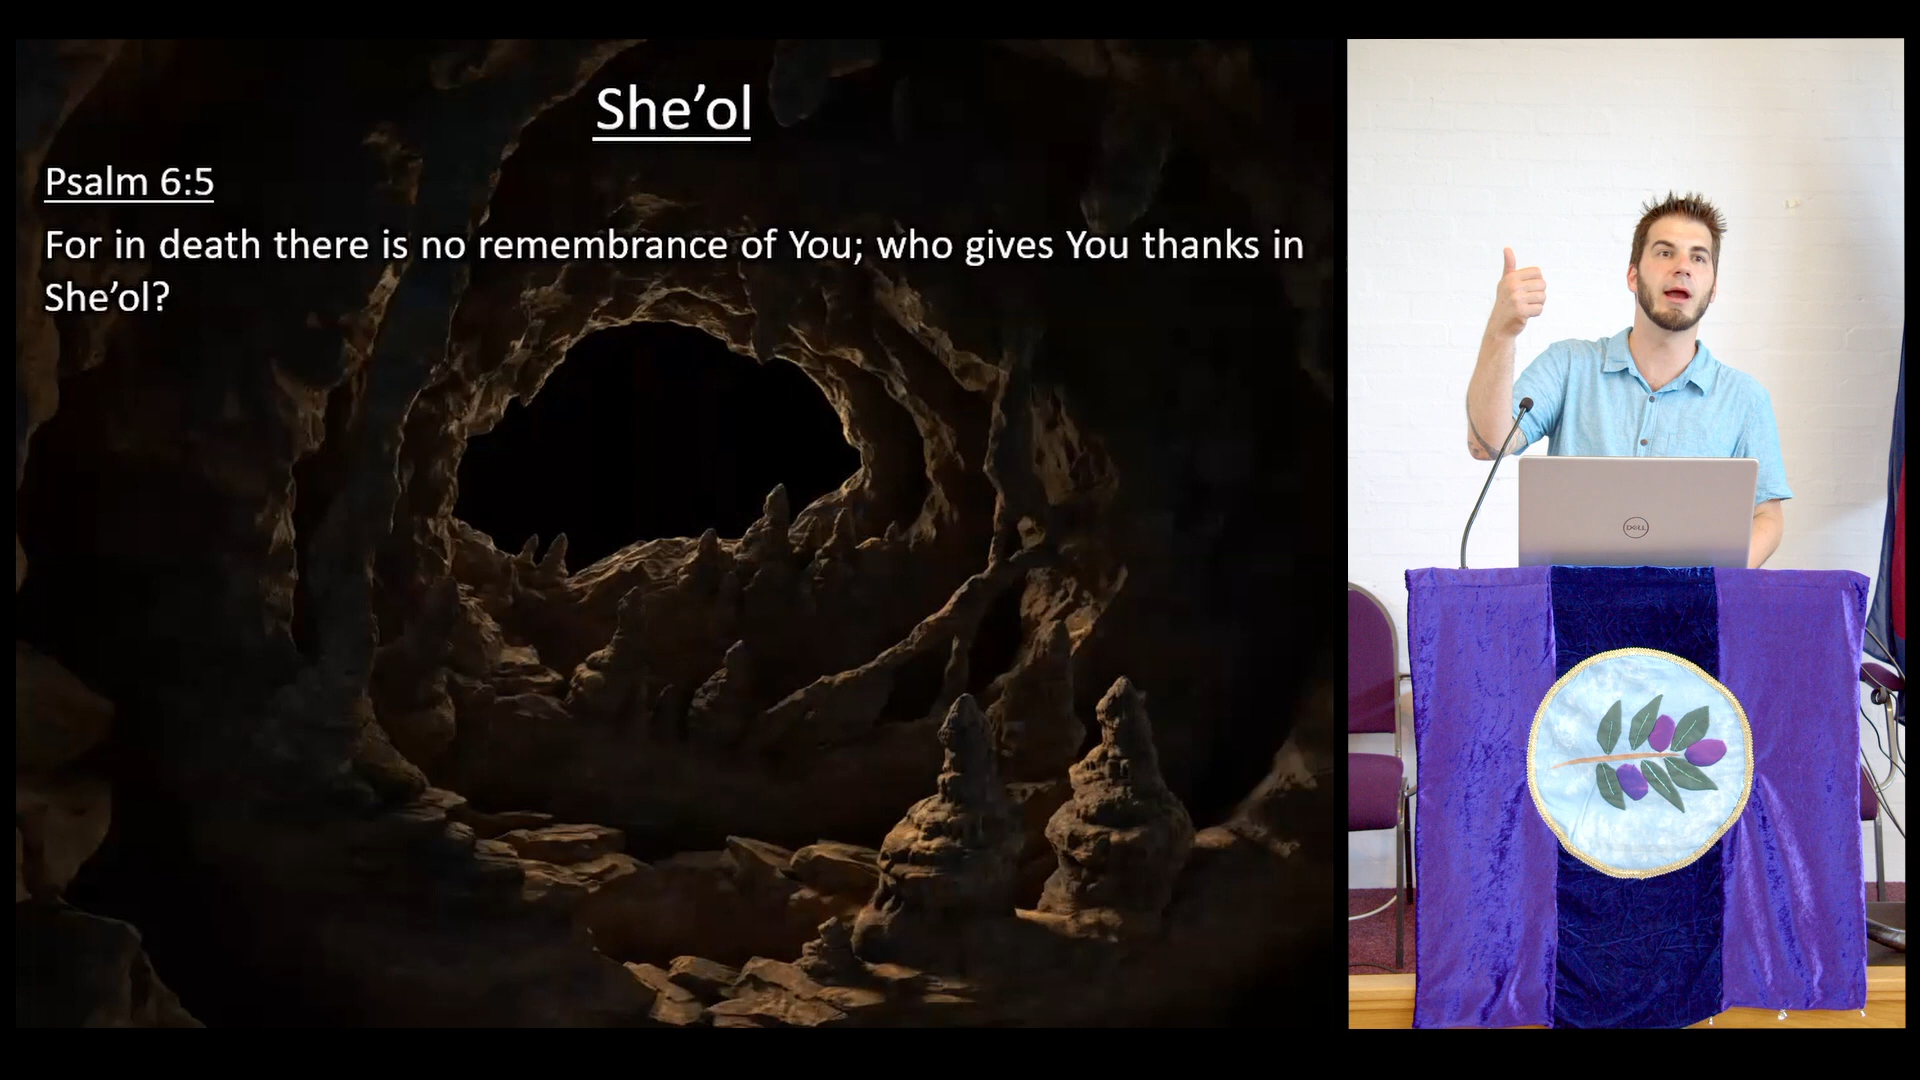 She’ol
Psalm 6:5
For in death there is no remembrance of You; who gives You thanks in
She’ol?
DELL